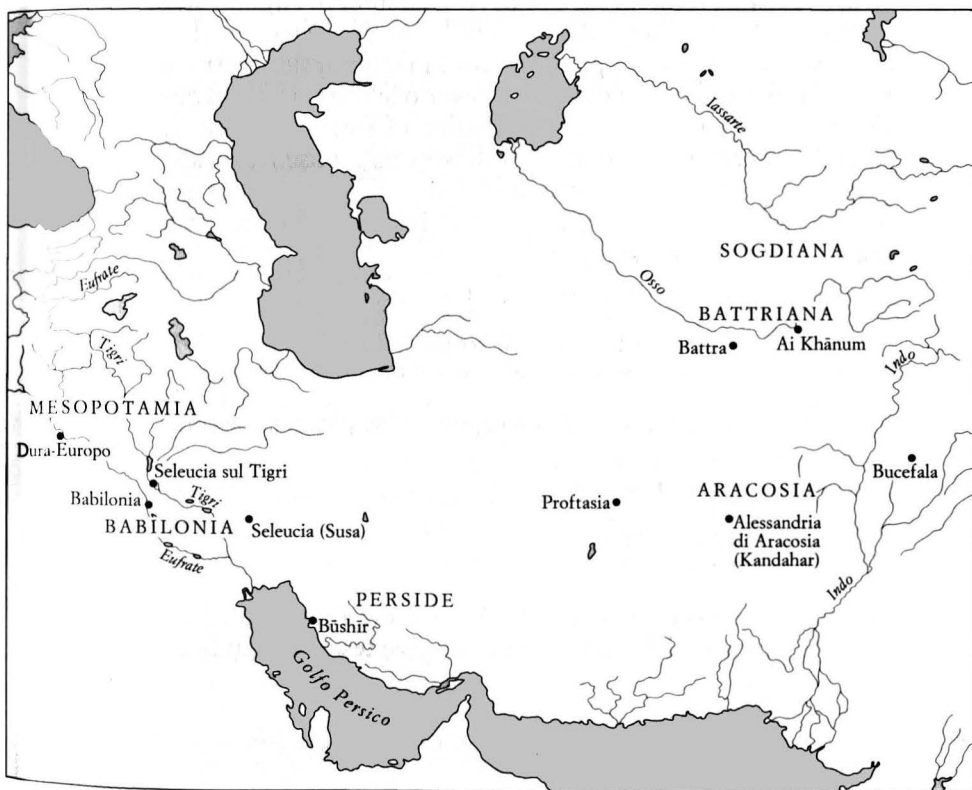 Iassarte
SOGDIANA
Eufrate
Osso
BATTRIANA
Ai Khānum
Battra
Tigri
Indo
MESOPOTAMIA
Dura-Europo
Seleucia sul Tigri
Bucefala
Babilonia
Tigri
Proftasia
ARACOSIA
BABILONIA
Seleucia (Susa)
Alessandria
di Aracosia
(Kandahar)
Eufrate
Indo
PERSIDE
Būshīr
Golfo Persico